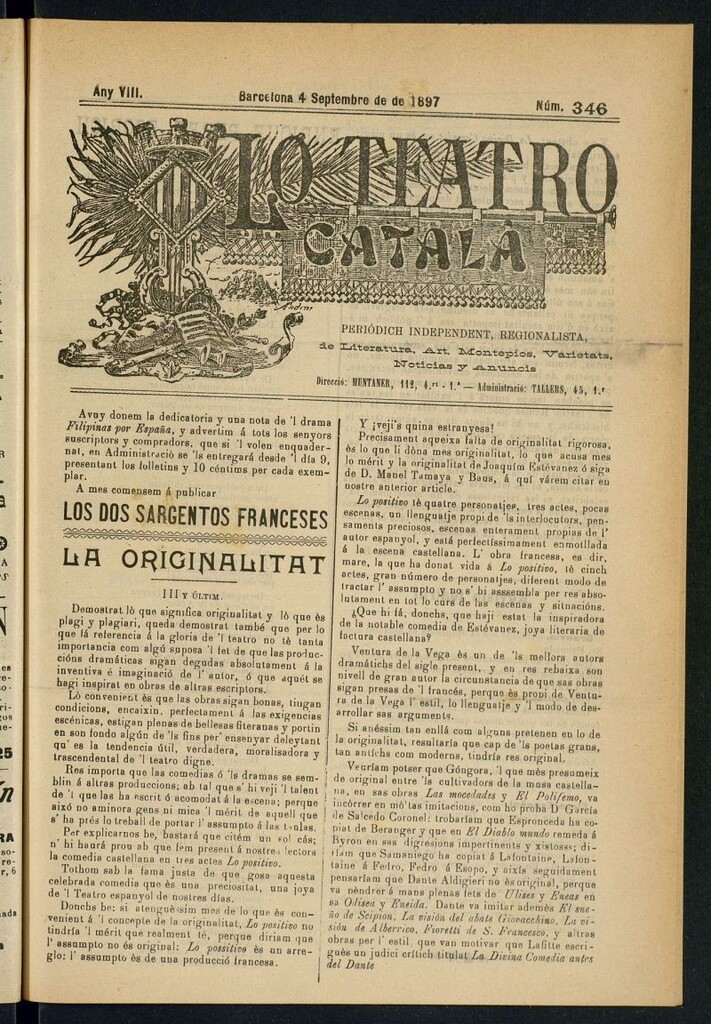 Any VIII.
Barcelona 4 Septembre de de 1897
Núm. 346
LO TEATRO
CATALÁ
PERIÓDICH INDEPENDENT, REGIONALISTA,
de Literatura, Art, Montepios, Varietats,
Noticias y Anuncis
Direcció: MUNTANER, 112, 4.rt - 1.ª — Administració: TALLERS, 45, 1.r
Avuy donem la dedicatoria y una nota de 'l drama
Filipinas por España, y advertim á tots los senyors
suscriptors y compradors, que si 'l volen enquader-
nat, en Administració se 'ls entregará desde 'l dia 9,
presentant los folletins y 10 céntims per cada exem-
plar.
A mes comensem á publicar
LOS DOS SARGENTOS FRANCESES
LA ORIGINALITAT
III Y ÚLTIM.
Demostrat lò que significa originalitat y lò que ès
plagi y plagiari, queda demostrat també que per lo
que fá referencia á la gloria de 'l teatro no tè tanta
importancia com algú suposa 'l fet de que las produc-
cións dramáticas sigan degudas absolutament á la
inventiva è imaginació de l' autor, ó que aquèt se
hagi inspirat en obras de altras escriptors.
Lò convenient ès que las obras sigan bonas, tingan
condicions, encaixin, perfectament á las exigencias
escénicas, estigan plenas de bellesas literarias y portin
en son fondo algún de 'ls fins per' ensenyar deleytant
qu' es la tendencia útil, verdadera, moralisadora y
trascendental de 'l teatro digne.
Res importa que las comedias ó 'ls dramas se sem-
blin á altras produccions; ab tal que s' hi veji 'l talent
de 'l que las ha escrit ó acomodat á la escena; perque
aixó no aminora gens ni mica 'l mèrit de aquell que
s' ha prés lo treball de portar l' assumpto á las taulas.
Per explicarnos be, bastará que citém un sol cás;
n' hi haurá prou ab que fem present á nostres lectors
la comedia castellana en tres actes Lo positivo.
Tothom sab la fama justa de que gosa aquesta
celebrada comedia que ès una preciositat, una joya
de 'l Teatro espanyol de nostres dias.
Donchs be: si atenguèssim mes de lo que ès con-
venient á 'l concepte de la originalitat, Lo positivo no
tindría 'l mèrit que realment tè, perque diriam que
l' assumpto no ès original: Lo possitivo ès un arre-
glo: l' assumpto ès de una producció francesa.
Y ¡veji's quina estranyesa!
Precisament aqueixa falta de originalitat rigorosa,
ès lo que li dòna mes originalitat, lo que acusa mes
lo mèrit y la originalitat de Joaquím Estévanez ó siga
de D. Manel Tamayo y Baus, á quí várem citar en
nostre anterior article.
Lo positivo tè quatre personatjes, tres actes, pocas
escenas, un llenguatje propi de 'ls interlocutors, pen-
saments preciosos, escenas enterament propias de l'
autor espanyol, y está perfectíssimament enmotllada
á la escena castellana. L' obra francesa, es dir,
mare, la que ha donat vida á Lo positivo, tè cinch
actes, gran número de personatjes, diferent modo de
tractar l' assumpto y no s' hi assembla per res abso-
lutament en tot lo curs de las escenas y situacións.
¿Que hi fá, donchs, que haji estat la inspiradora
de la notable comedia de Estévanez, joya literaria de
factura castellana?
Ventura de la Vega ès un de 'ls mellors autors
dramátichs del sigle present, y en res rebaixa son
nivell de gran autor la circunstancia de que sas obras
sigan presas de 'l francés, perque ès propi de Ventu-
ra de la Vega l' estil, lo llenguatje y 'l modo de des-
arrollar sas arguments.
Si anéssim tan enllá com alguns pretenen en lo de
la originalitat, resultaría que cap de 'ls poetas grans,
tan antichs com moderns, tindría res original.
Veuríam potser que Góngora, 'l que més presumeix
de original entre 'ls cultivadors de la musa castella-
na, en sas obras Las mocedades y El Polifemo, va
incòrrer en mó'tas imitacions, com ho probá D. García
de Salcedo Coronel: trobaríam que Espronceda ha co-
piat de Beranger y que en El Diablo mundo remeda á
Byron en sas digresions impertinents y xistosas; di-
ríam que Samaniego ha copiat á Lafontaine, Lafon-
taine á Fedro, Fedro á Esopo, y aixís seguidament
pensaríam que Dante Aldigieri no ès original, perque
va pèndrer á mans plenas fets de Ulises y Eneas en
sa Odisea y Eneida. Dante va imitar además El sue-
ño de Scipion, La visión del abate Gioracchino, La vi-
sión de Alberrico, Fioretti de S. Francesco, y altras
obras per l' estil, que van motivar que Lafitte escri-
gués un judici crítich titulat La Divina Comedia antes
del Dante